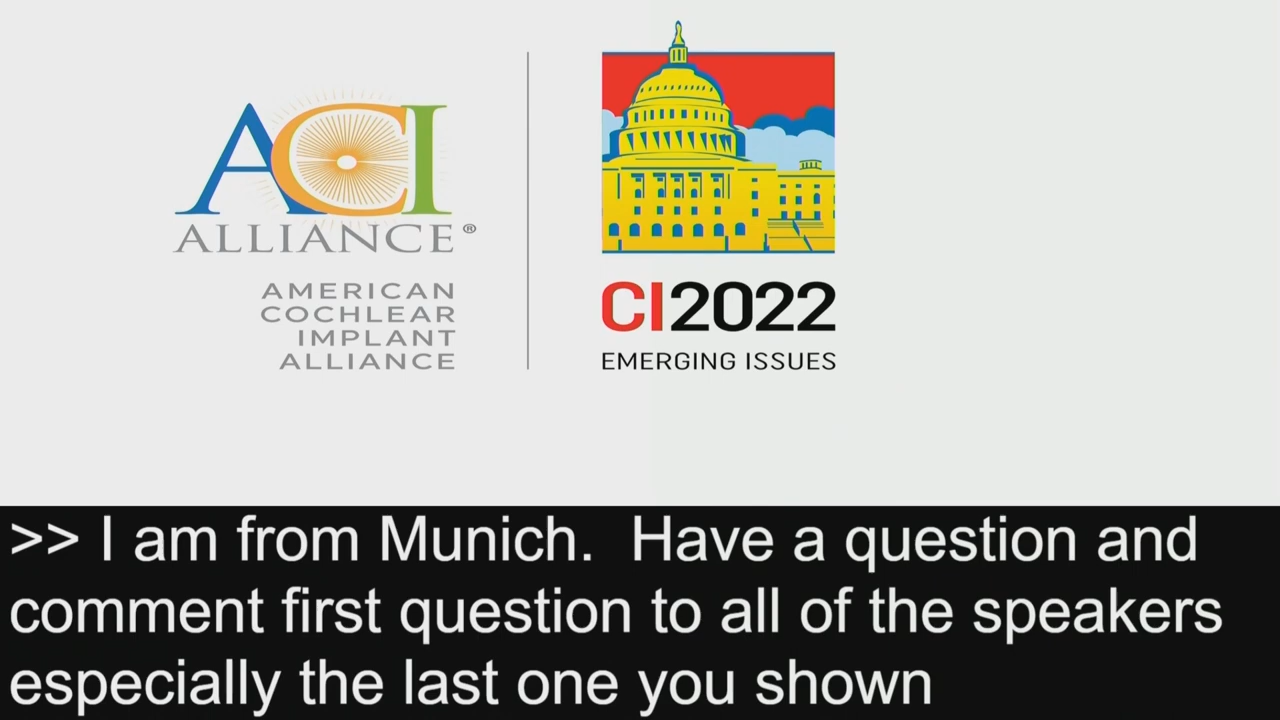 ACI
ALLIANCE®
AMERICAN
COCHLEAR
IMPLANT
ALLIANCE
CI2022
EMERGING ISSUES
>> I am from Munich.  Have a question and
comment first question to all of the speakers
especially the last one you shown